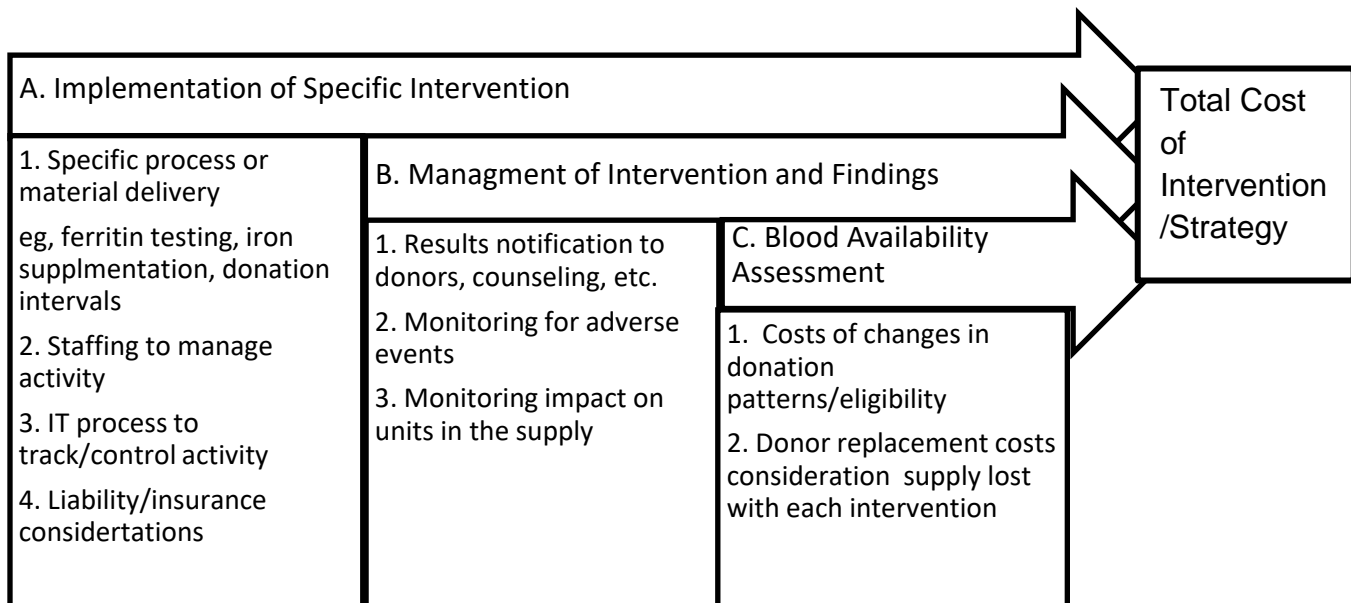 A. Implementation of Specific Intervention
1. Specific process or
material delivery
eg, ferritin testing, iron
supplmentation, donation
intervals
2. Staffing to manage
activity
3. IT process to
track/control activity
4. Liability/insurance
considertations
B. Managment of Intervention and Findings
1. Results notification to
donors, counseling, etc.
2. Monitoring for adverse
events
3. Monitoring impact on
units in the supply
C. Blood Availability
Assessment
1. Costs of changes in
donation
patterns/eligibility
2. Donor replacement costs
consideration supply lost
with each intervention
Total Cost
of
Intervention
/Strategy